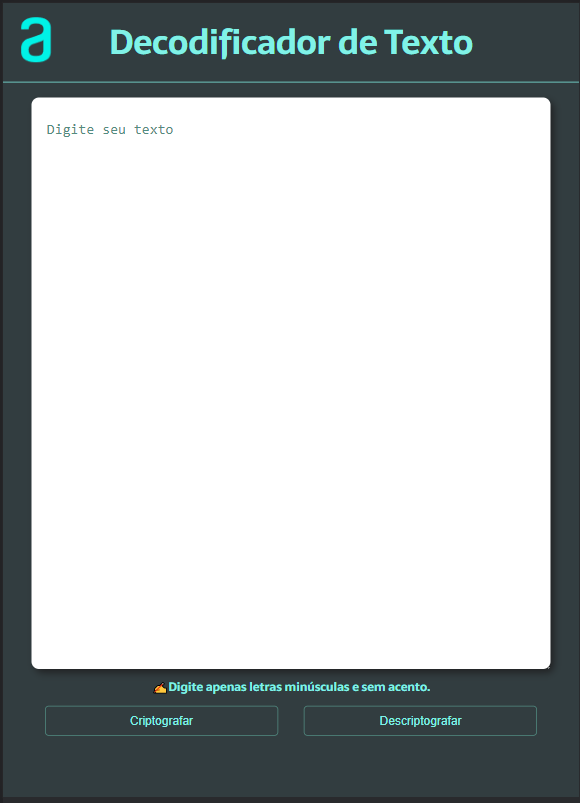 a
Decodificador de Texto
Digite seu texto
✍Digite apenas letras minúsculas e sem acento.
Criptografar
Descriptografar